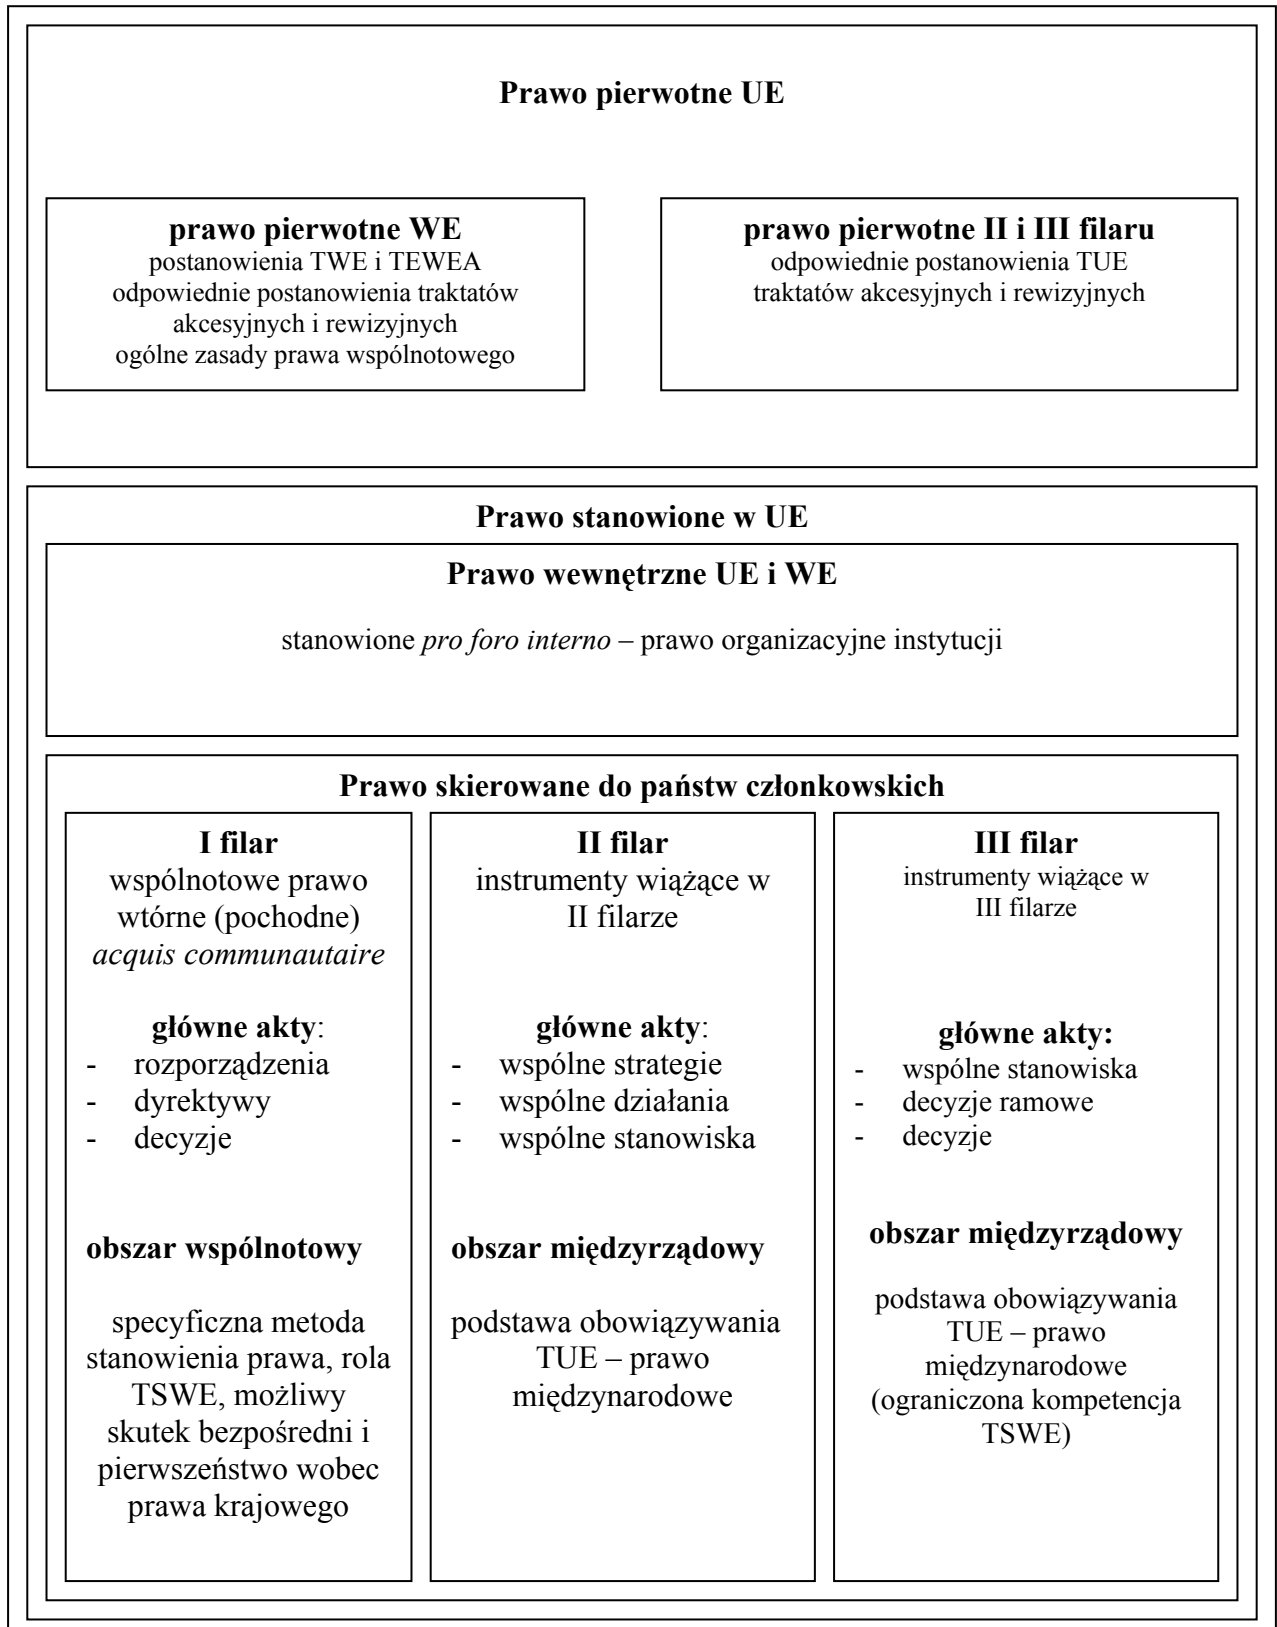 Prawo pierwotne UE
prawo pierwotne WE
postanowienia TWE i TEWEA
odpowiednie postanowienia traktatów
akcesyjnych i rewizyjnych
ogólne zasady prawa wspólnotowego
prawo pierwotne II i III filaru
odpowiednie postanowienia TUE
traktatów akcesyjnych i rewizyjnych
Prawo stanowione w UE
Prawo wewnętrzne UE i WE
stanowione pro foro interno – prawo organizacyjne instytucji
Prawo skierowane do państw członkowskich
I filar
wspólnotowe prawo
wtórne (pochodne)
acquis communautaire
główne akty:
- rozporządzenia
- dyrektywy
- decyzje
obszar wspólnotowy
specyficzna metoda
stanowienia prawa, rola
TSWE, możliwy
skutek bezpośredni i
pierwszeństwo wobec
prawa krajowego
II filar
instrumenty wiążące w
II filarze
główne akty:
- wspólne strategie
- wspólne działania
- wspólne stanowiska
obszar międzyrządowy
podstawa obowiązywania
TUE – prawo
międzynarodowe
III filar
instrumenty wiążące w
III filarze
główne akty:
- wspólne stanowiska
- decyzje ramowe
- decyzje
obszar międzyrządowy
podstawa obowiązywania
TUE – prawo
międzynarodowe
(ograniczona kompetencja
TSWE)